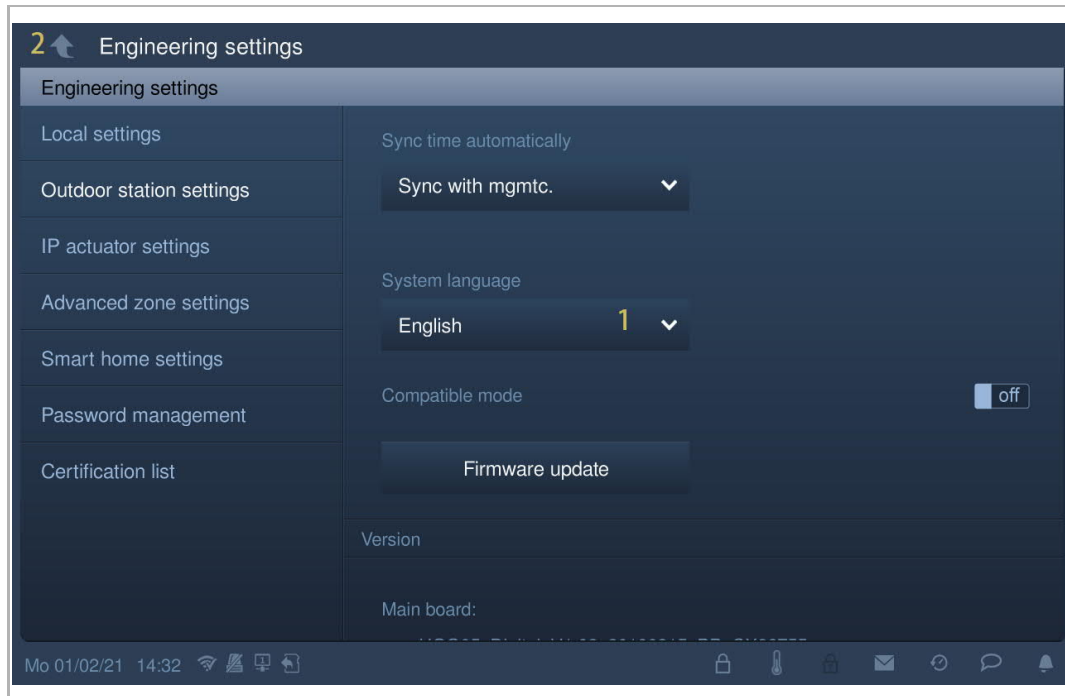 2 Engineering settings
Engineering settings
Local settings
Outdoor station settings
IP actuator settings
Advanced zone settings
Smart home settings
Password management
Certification list
Sync time automatically
Sync with mgmtc.
System language
English 1
Compatible mode off
Firmware update
Version
Main board:
Mo 01/02/21 14:32